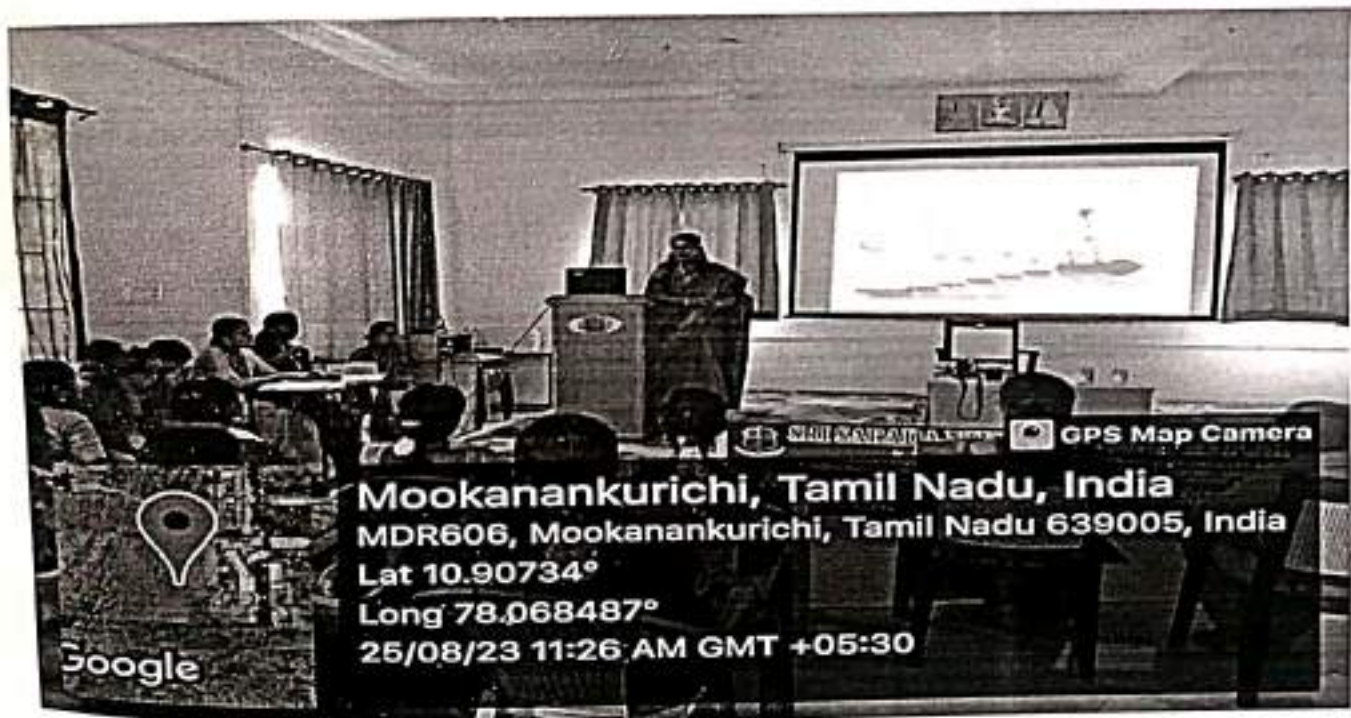 GPS Map Camera
Mookanankurichi, Tamil Nadu, India
MDR606, Mookanankurichi, Tamil Nadu 639005, India
Lat 10.90734°
Long 78.068487°
25/08/23 11:26 AM GMT +05:30
Google